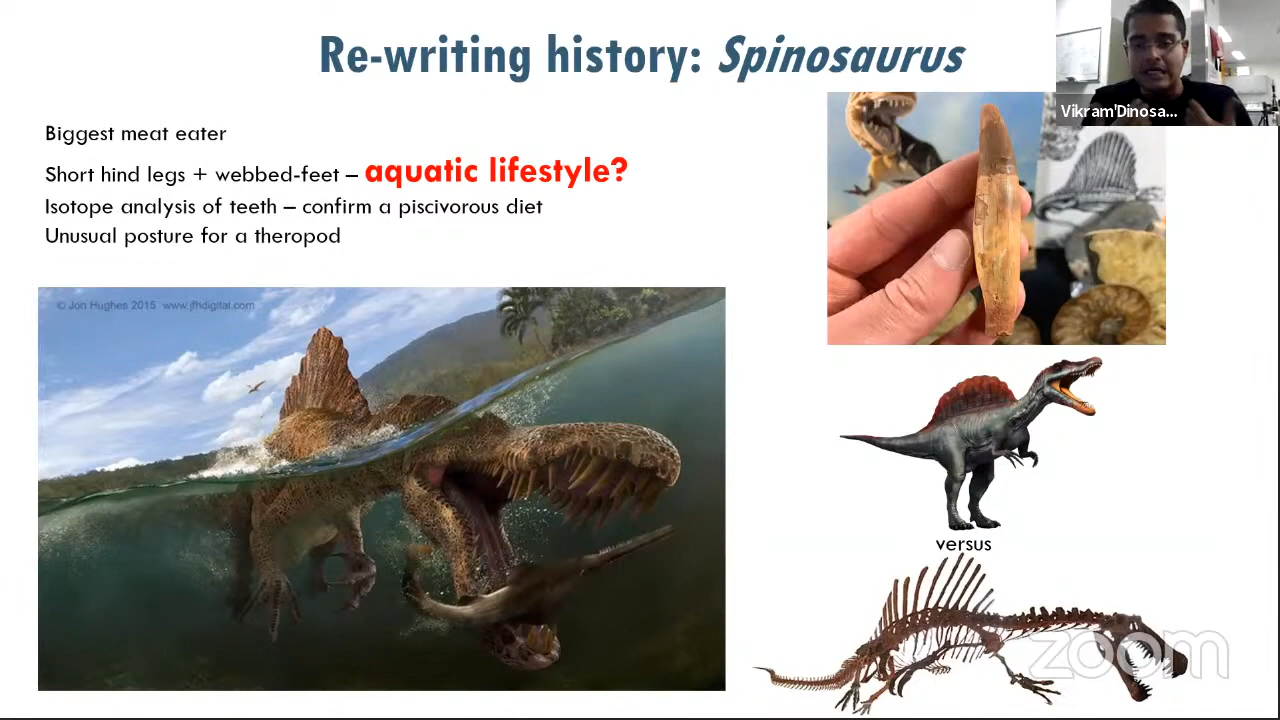 Re-writing history: Spinosaurus
Vikram'Dinosa...
Biggest meat eater
Short hind legs + webbed-feet – aquatic lifestyle?
Isotope analysis of teeth – confirm a piscivorous diet
Unusual posture for a theropod
© Jon Hughes 2015 www.jfhdigital.com
versus
zoom